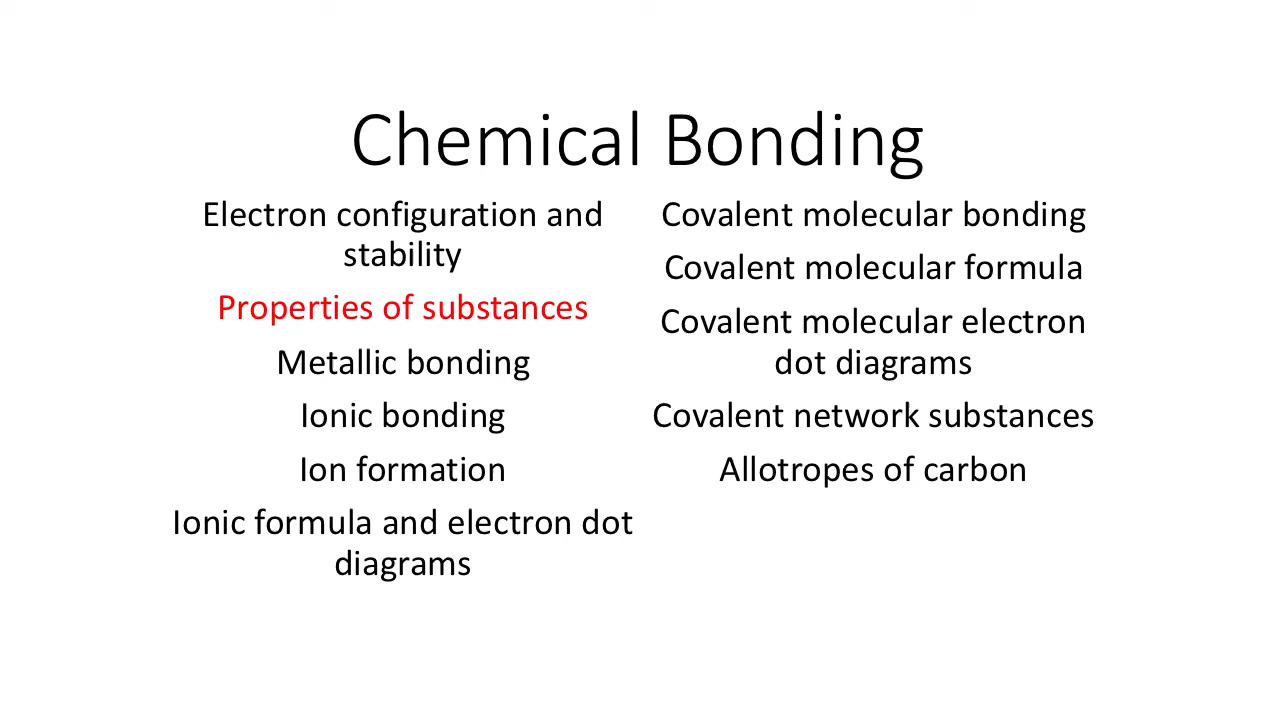 Chemical Bonding
Electron configuration and
stability
Properties of substances
Metallic bonding
Ionic bonding
Ion formation
Ionic formula and electron dot
diagrams
Covalent molecular bonding
Covalent molecular formula
Covalent molecular electron
dot diagrams
Covalent network substances
Allotropes of carbon